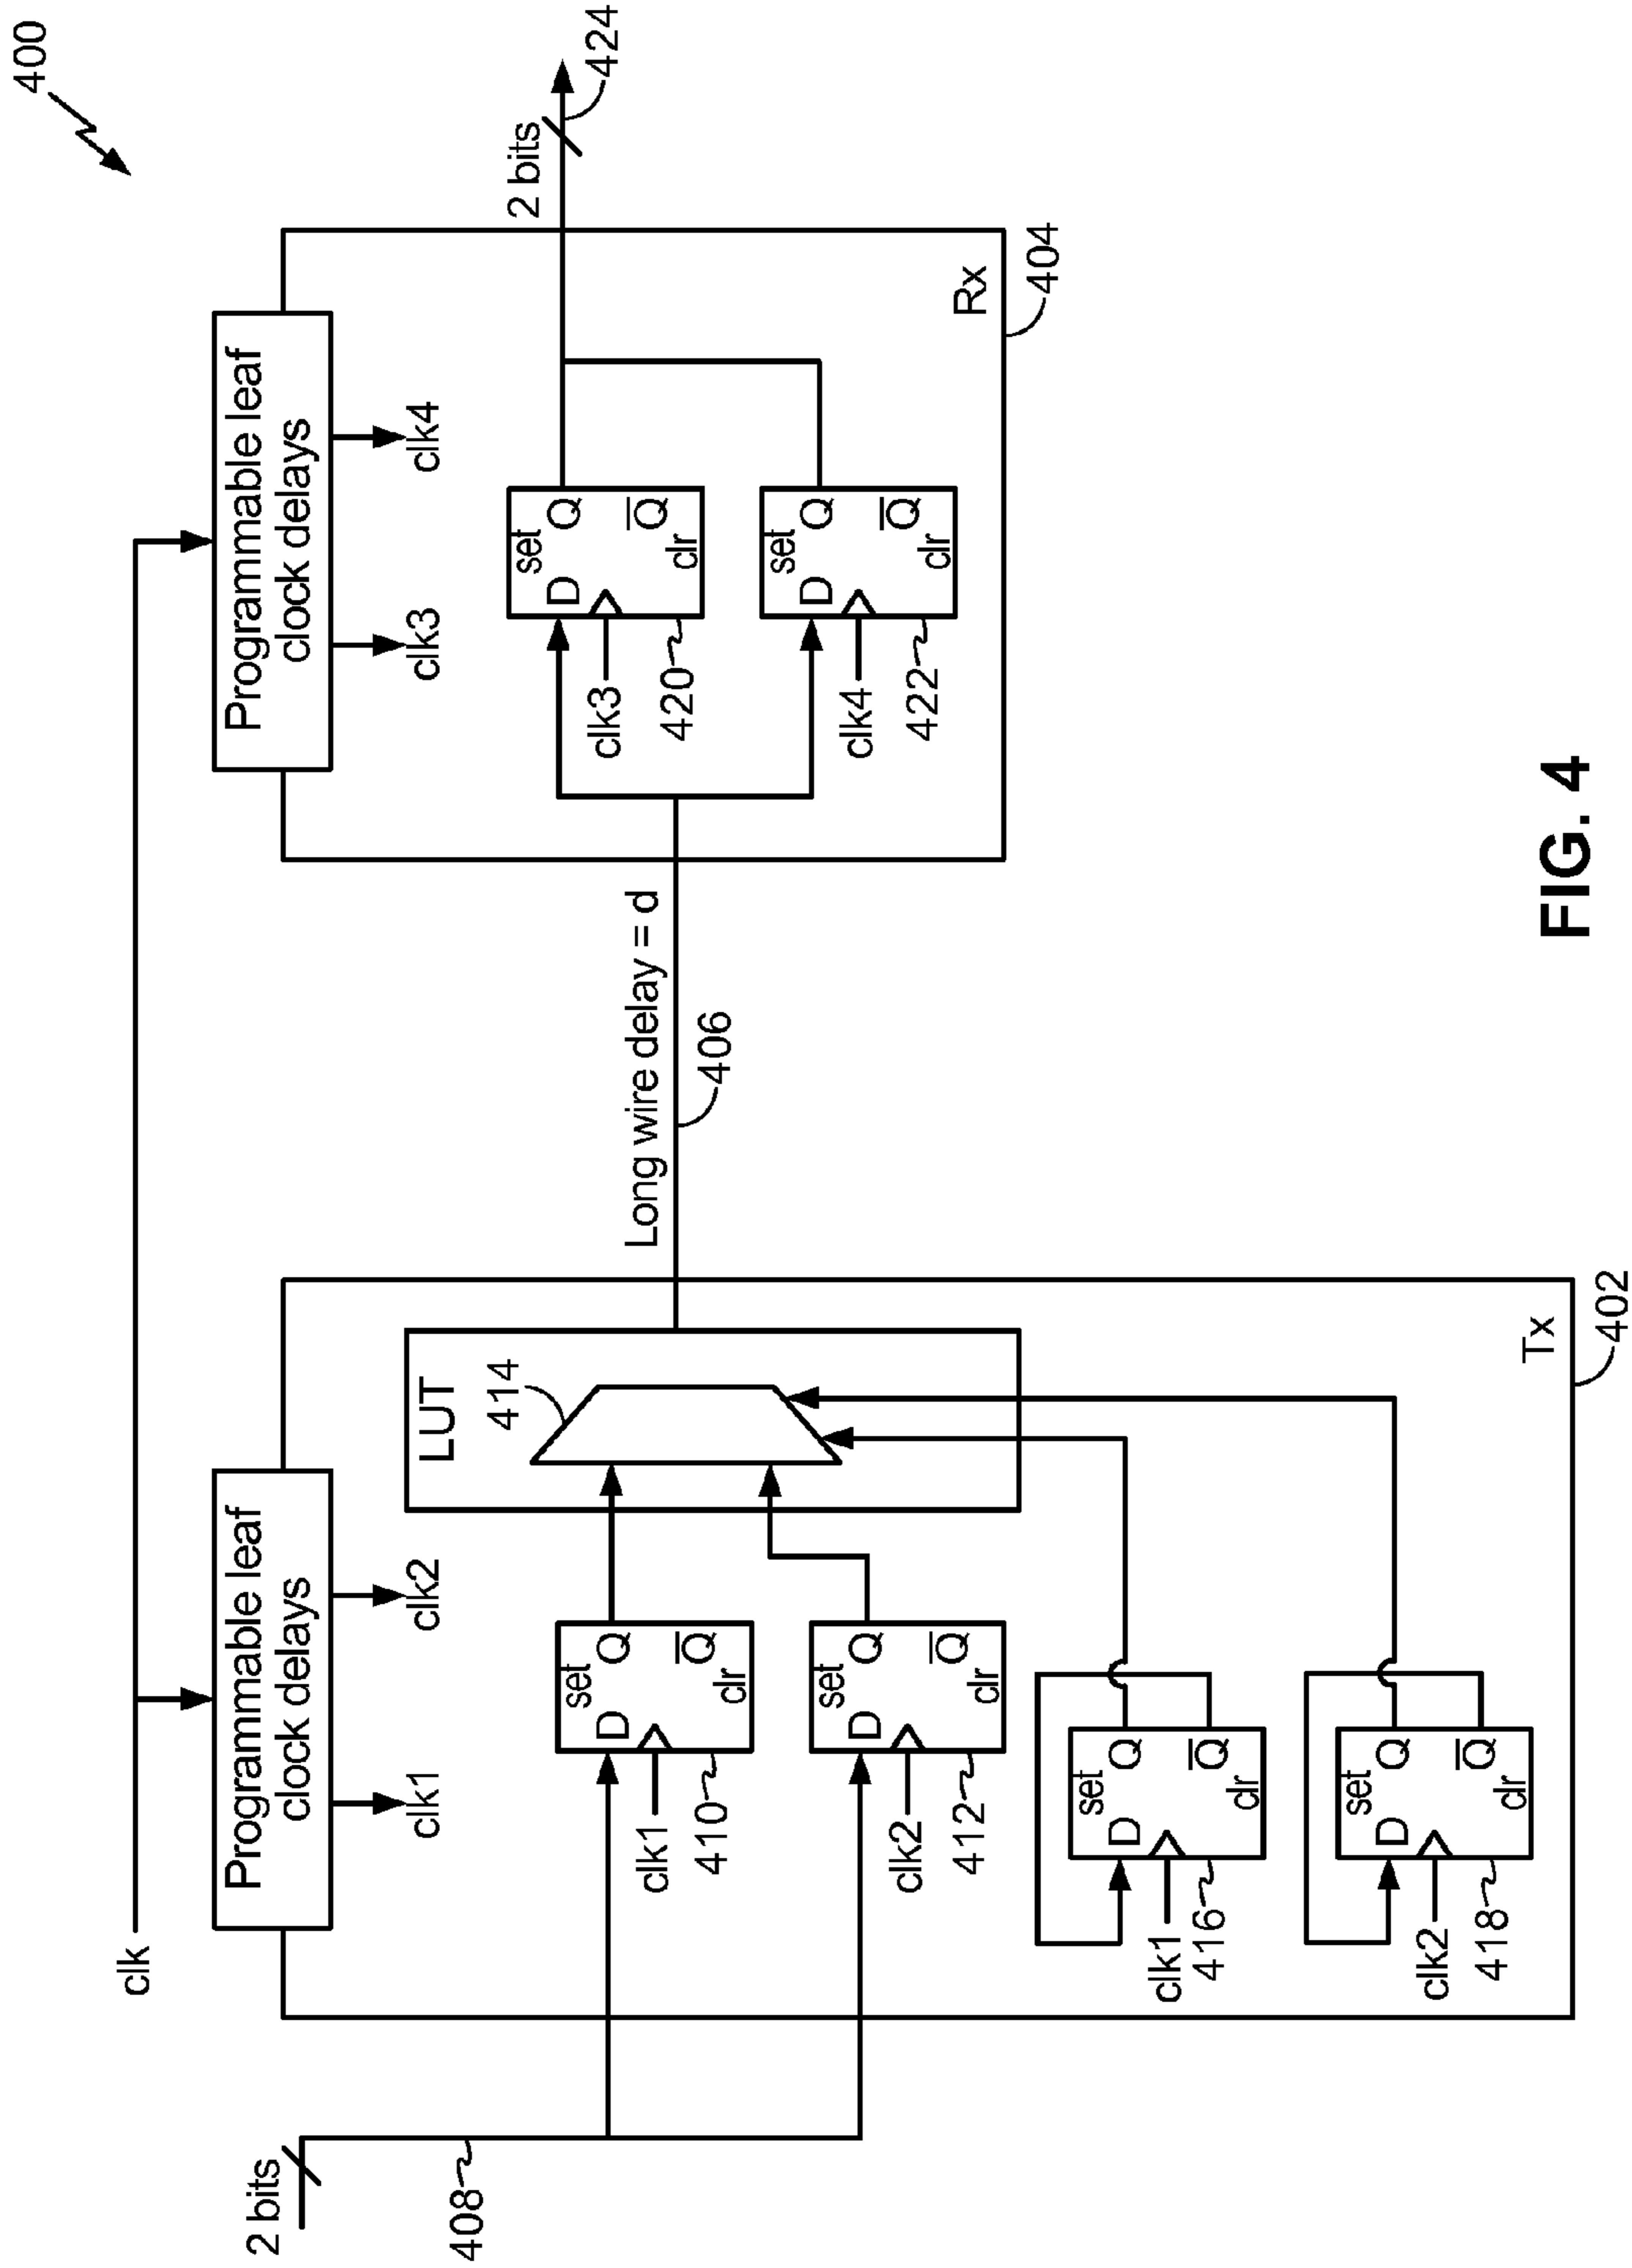 400
clk
Programmable leaf
clock delays
clk1
clk2
Programmable leaf
clock delays
clk3
clk4
2 bits
408
LUT
414
set
D
Q
Q
clr
clk1
410
set
D
Q
Q
clr
clk2
412
set
D
Q
Q
clr
clk1
416
set
D
Q
Q
clr
clk2
418
Tx
402
Long wire delay = d
406
set
D
Q
Q
clr
clk3
420
set
D
Q
Q
clr
clk4
422
Rx
404
2 bits
424
FIG. 4